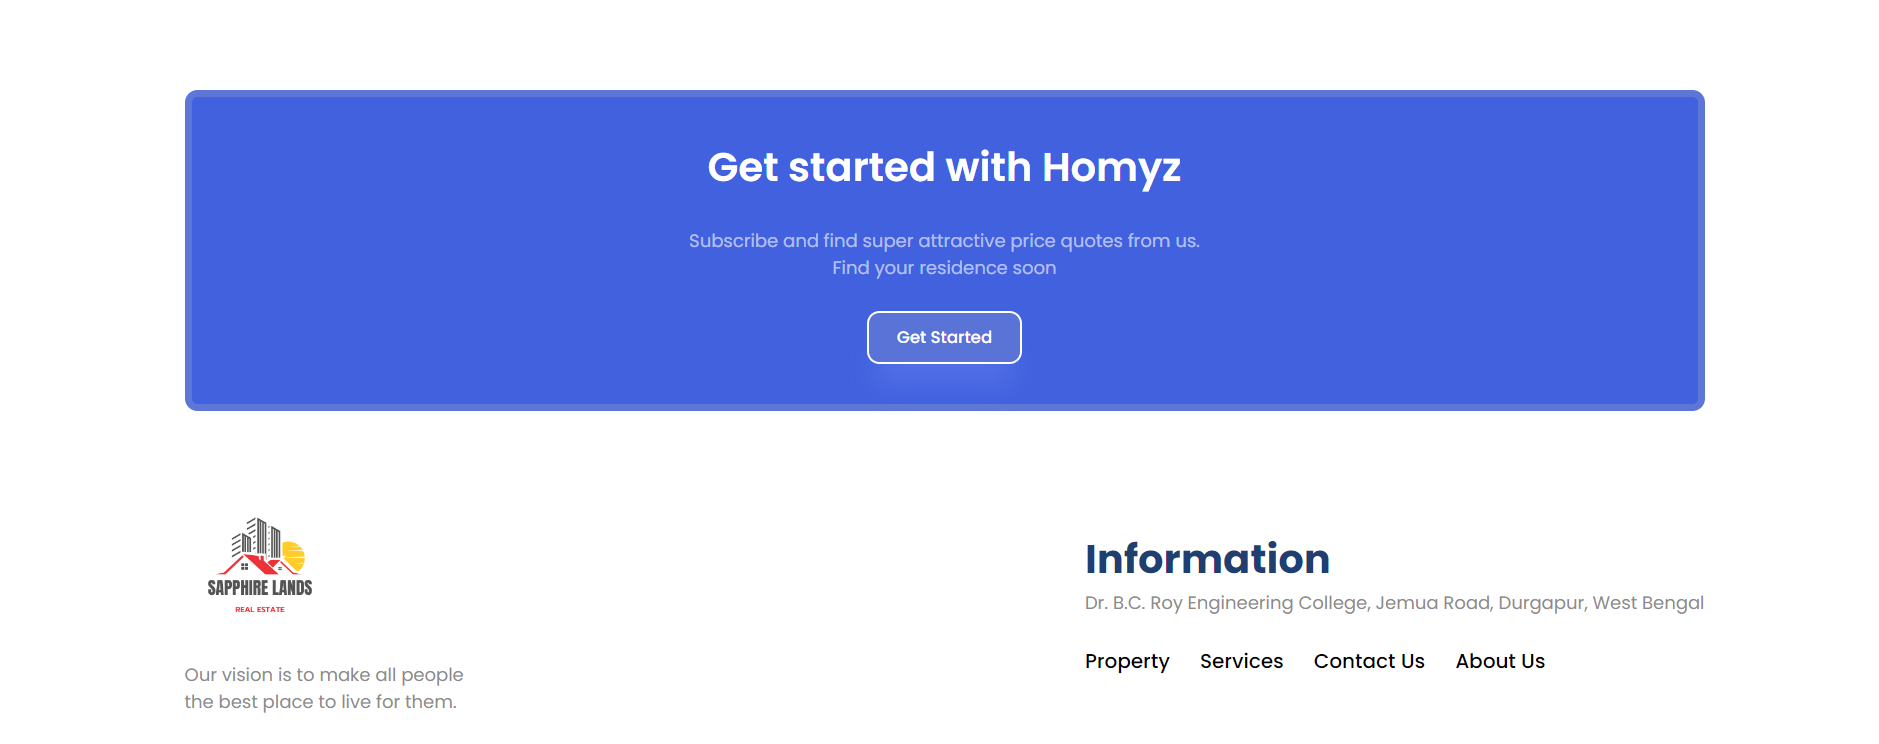 Get started with Homyz
Subscribe and find super attractive price quotes from us.
Find your residence soon
Get Started
SAPPHIRE LANDS
REAL ESTATE
Our vision is to make all people
the best place to live for them.
Information
Dr. B.C. Roy Engineering College, Jemua Road, Durgapur, West Bengal
Property Services Contact Us About Us